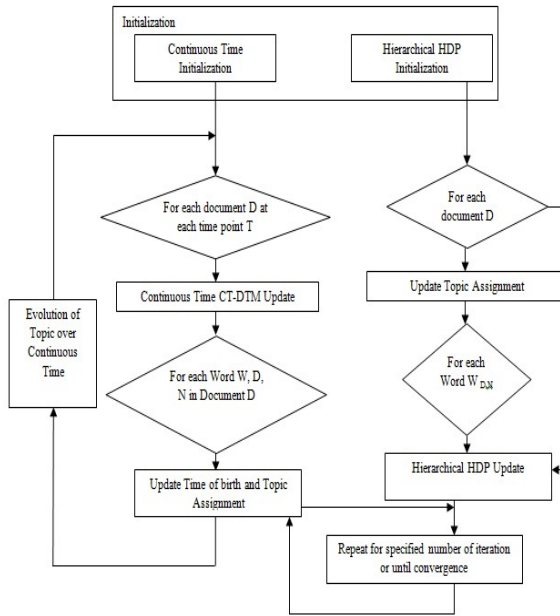 Initialization
Continuous Time
Initialization
Hierarchical HDP
Initialization
For each document D at
each time point T
For each
document D
Continuous Time CT-DTM Update
Update Topic Assignment
Evolution of
Topic over
Continuous
Time
For each Word W, D,
N in Document D
For each
Word W D,N
Update Time of birth and Topic
Assignment
Hierarchical HDP Update
Repeat for specified number of iteration
or until convergence